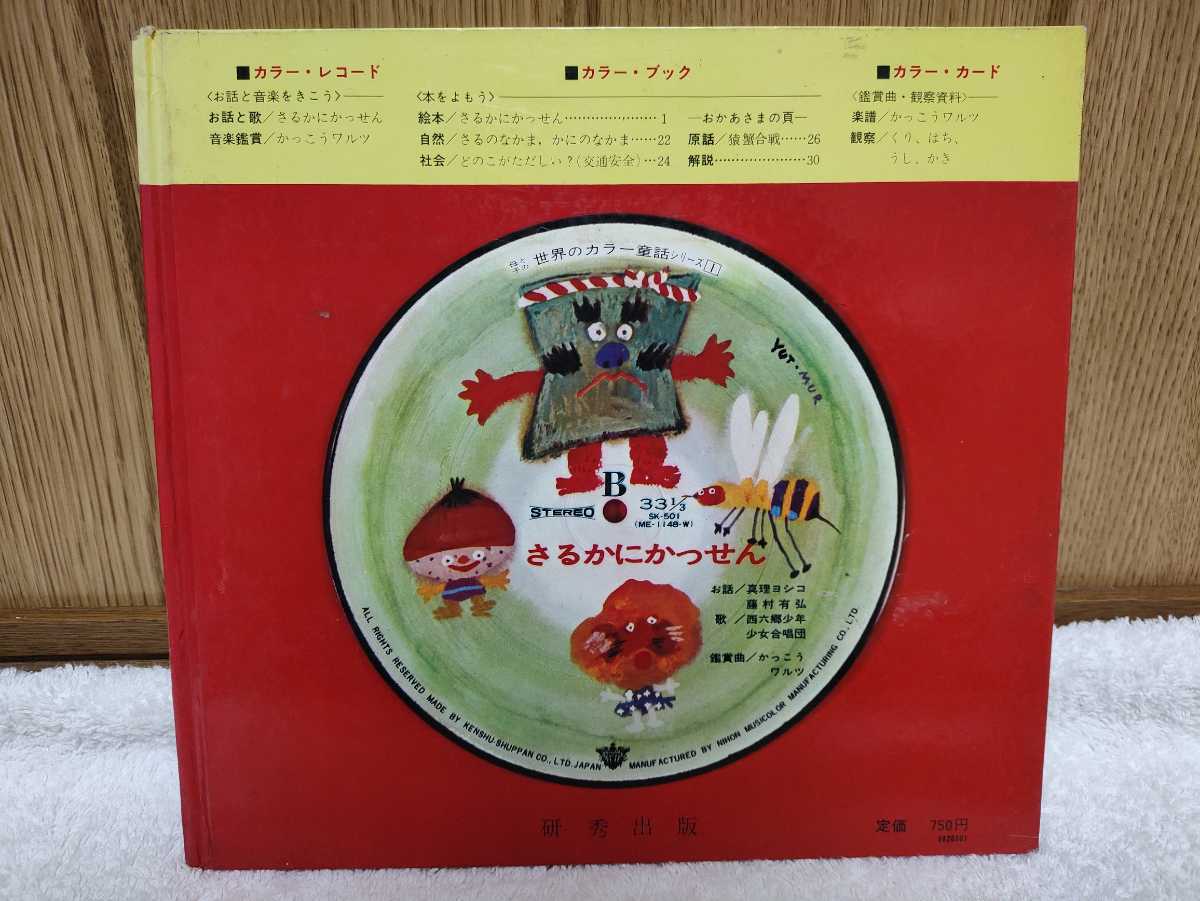 ■カラー・レコード
〈お話と音楽をきこう〉───
お話と歌／さるかにかっせん
音楽鑑賞／かっこうワルツ
■カラー・ブック
〈本をよもう〉───
絵本／さるかにかっせん…………………1
自然／さるのなかま，かにのなかま……22
社会／どのこがただしい？(交通安全)…24
─おかあさまの頁─
原話／猿蟹合戦……26
解説…………………30
■カラー・カード
〈鑑賞曲・観察資料〉──
楽譜／かっこうワルツ
観察／くり、はち、
うし、かき
母と子の 世界のカラー童話シリーズ 1
YUT・MUR
B
STEREO
33 1/3
SK-501
(ME-1148-W)
さるかにかっせん
お話／真理ヨシコ
藤村有弘
歌／西六郷少年
少女合唱団
鑑賞曲／かっこう
ワルツ
ALL RIGHTS RESERVED MADE BY KENSHU-SHUPPAN CO., LTD. JAPAN
MANUFACTURED BY NIHON MUSICOLOR MANUFACTURING CO., LTD.
研秀出版
定価 750円